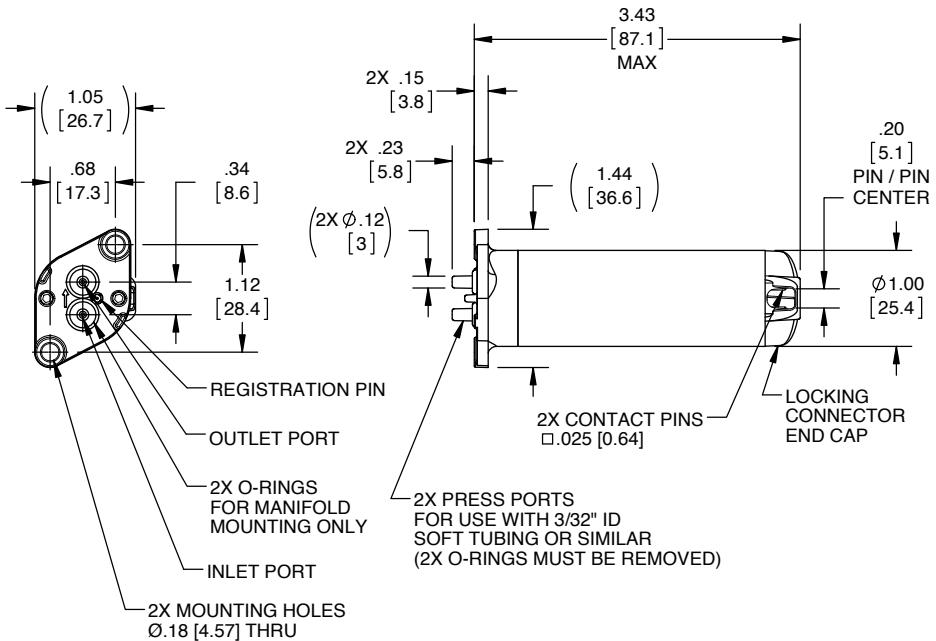 3.43
[87.1]
MAX
2X .15
[3.8]
( 1.05
[26.7] )
2X .23
[5.8]
.20
[5.1]
PIN / PIN
CENTER
.68
[17.3]
.34
[8.6]
( 1.44
[36.6] )
(2X Ø.12
[3])
1.12
[28.4]
Ø1.00
[25.4]
REGISTRATION PIN
OUTLET PORT
2X O-RINGS
FOR MANIFOLD
MOUNTING ONLY
INLET PORT
2X MOUNTING HOLES
Ø.18 [4.57] THRU
2X CONTACT PINS
□.025 [0.64]
LOCKING
CONNECTOR
END CAP
2X PRESS PORTS
FOR USE WITH 3/32" ID
SOFT TUBING OR SIMILAR
(2X O-RINGS MUST BE REMOVED)